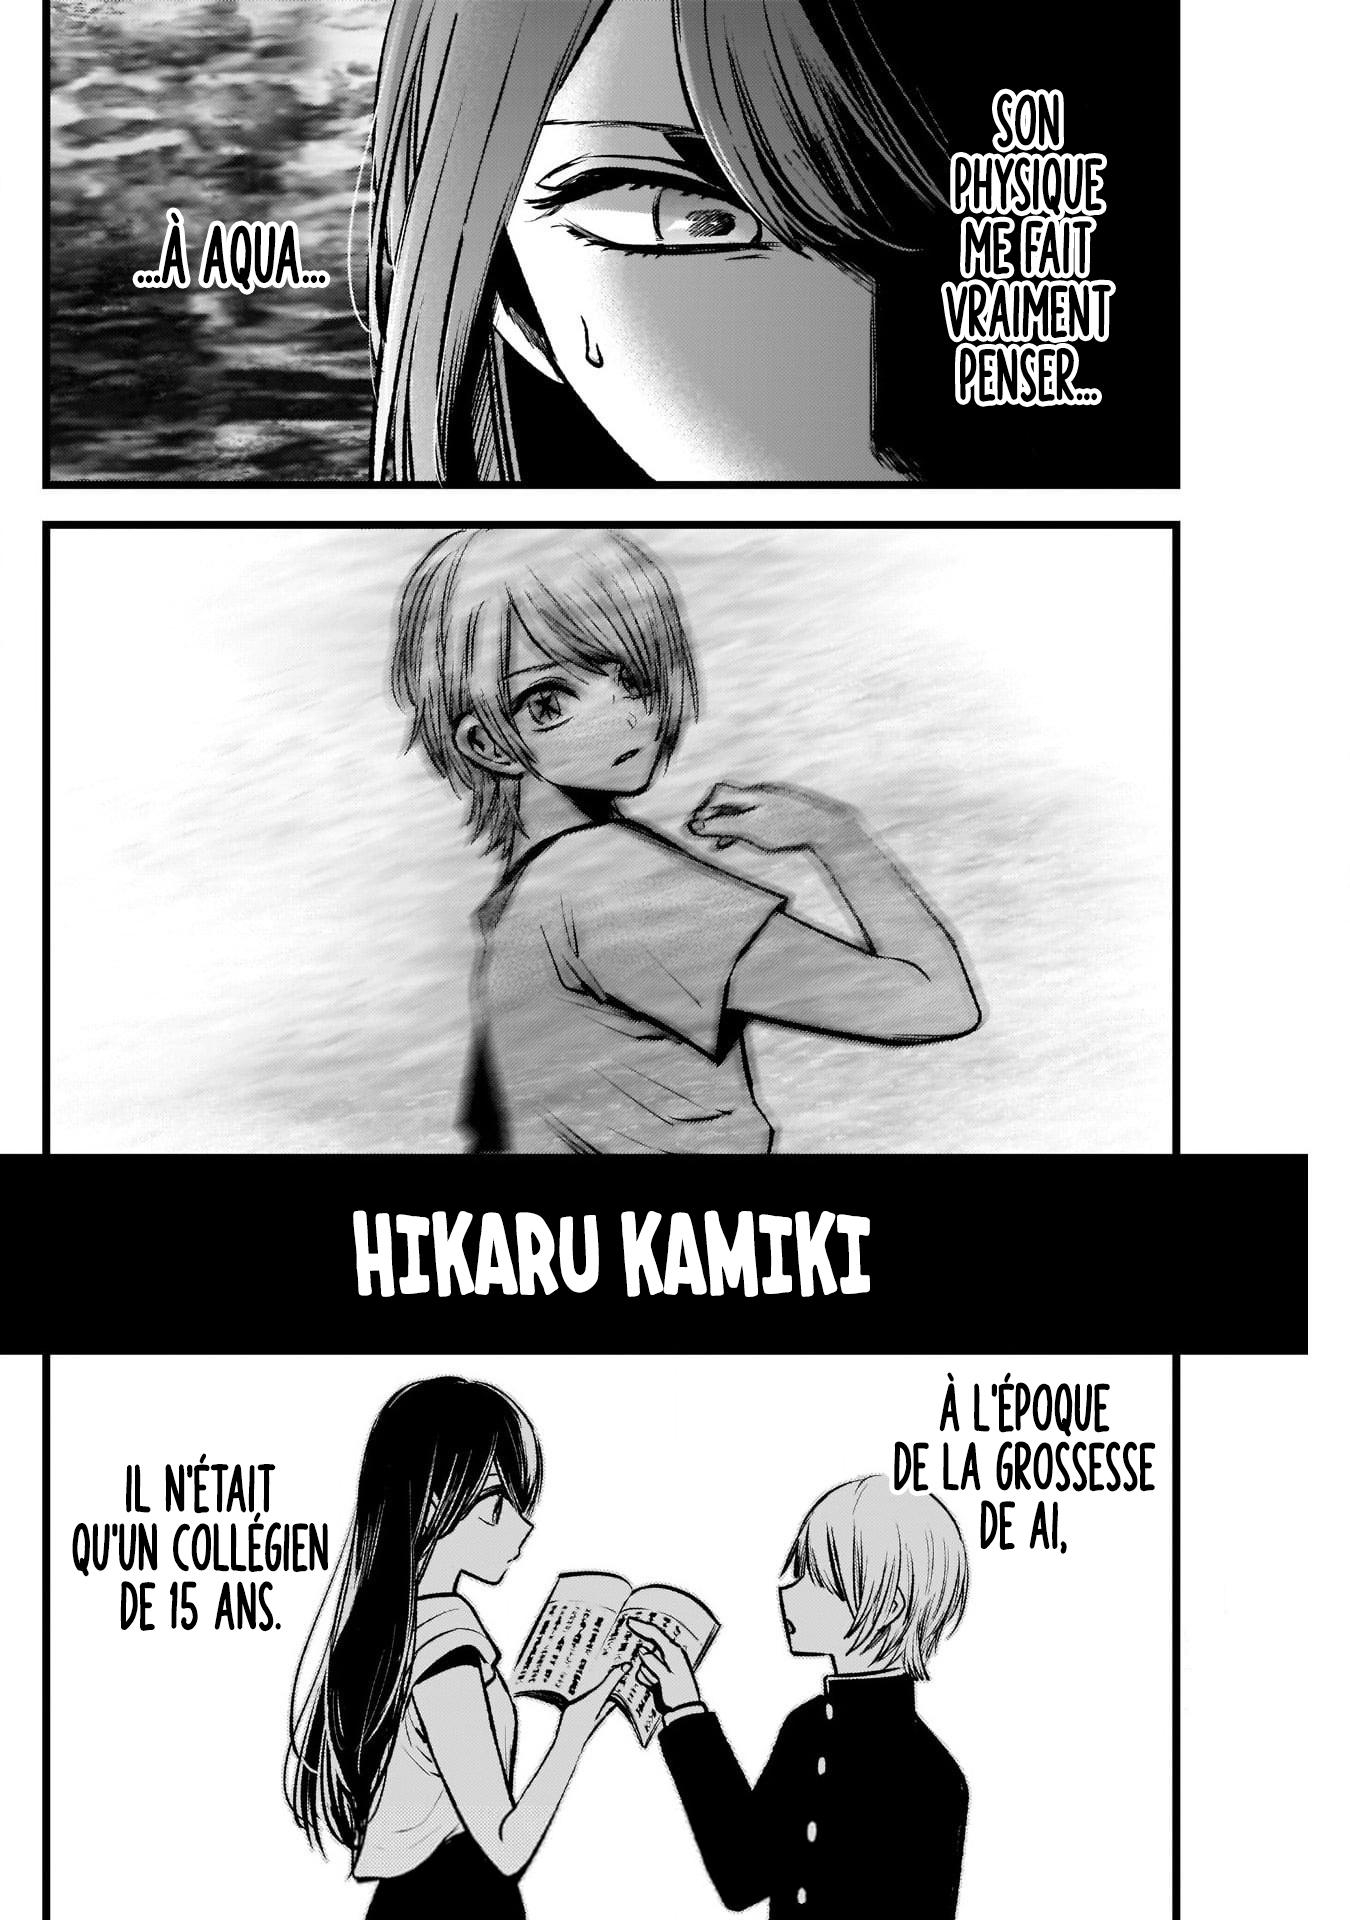 SON
PHYSIQUE
ME FAIT
VRAIMENT
PENSER...
...À AQUA...
HIKARU KAMIKI
À L'ÉPOQUE
DE LA GROSSESSE
DE AI,
IL N'ÉTAIT
QU'UN COLLÉGIEN
DE 15 ANS.